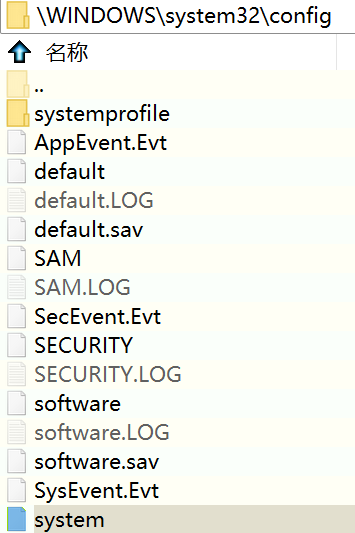 \WINDOWS\system32\config
名称
..
systemprofile
AppEvent.Evt
default
default.LOG
default.sav
SAM
SAM.LOG
SecEvent.Evt
SECURITY
SECURITY.LOG
software
software.LOG
software.sav
SysEvent.Evt
system